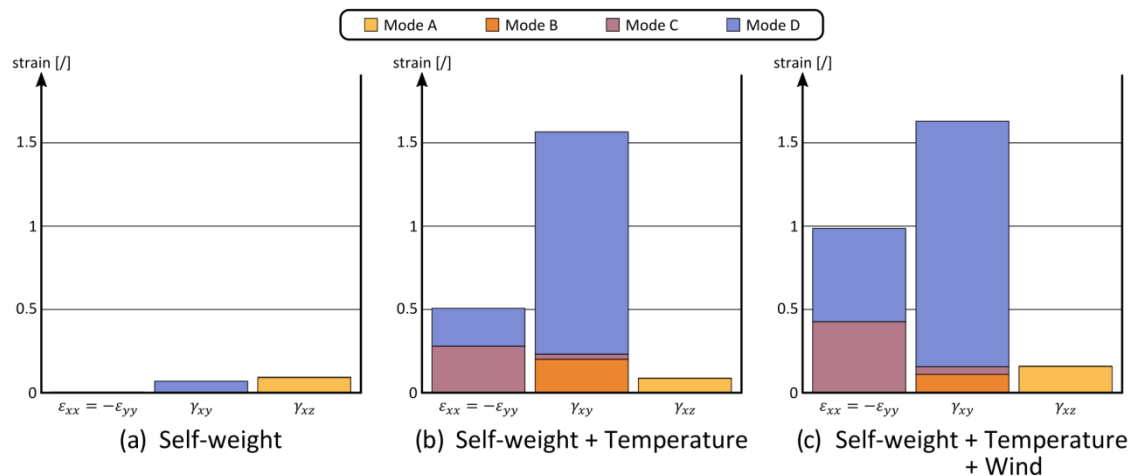 Mode A Mode B Mode C Mode D
strain [/]
1.5
1
0.5
0
εxx = −εyy γxy γxz
(a) Self-weight
strain [/]
1.5
1
0.5
0
εxx = −εyy γxy γxz
(b) Self-weight + Temperature
strain [/]
1.5
1
0.5
0
εxx = −εyy γxy γxz
(c) Self-weight + Temperature
+ Wind